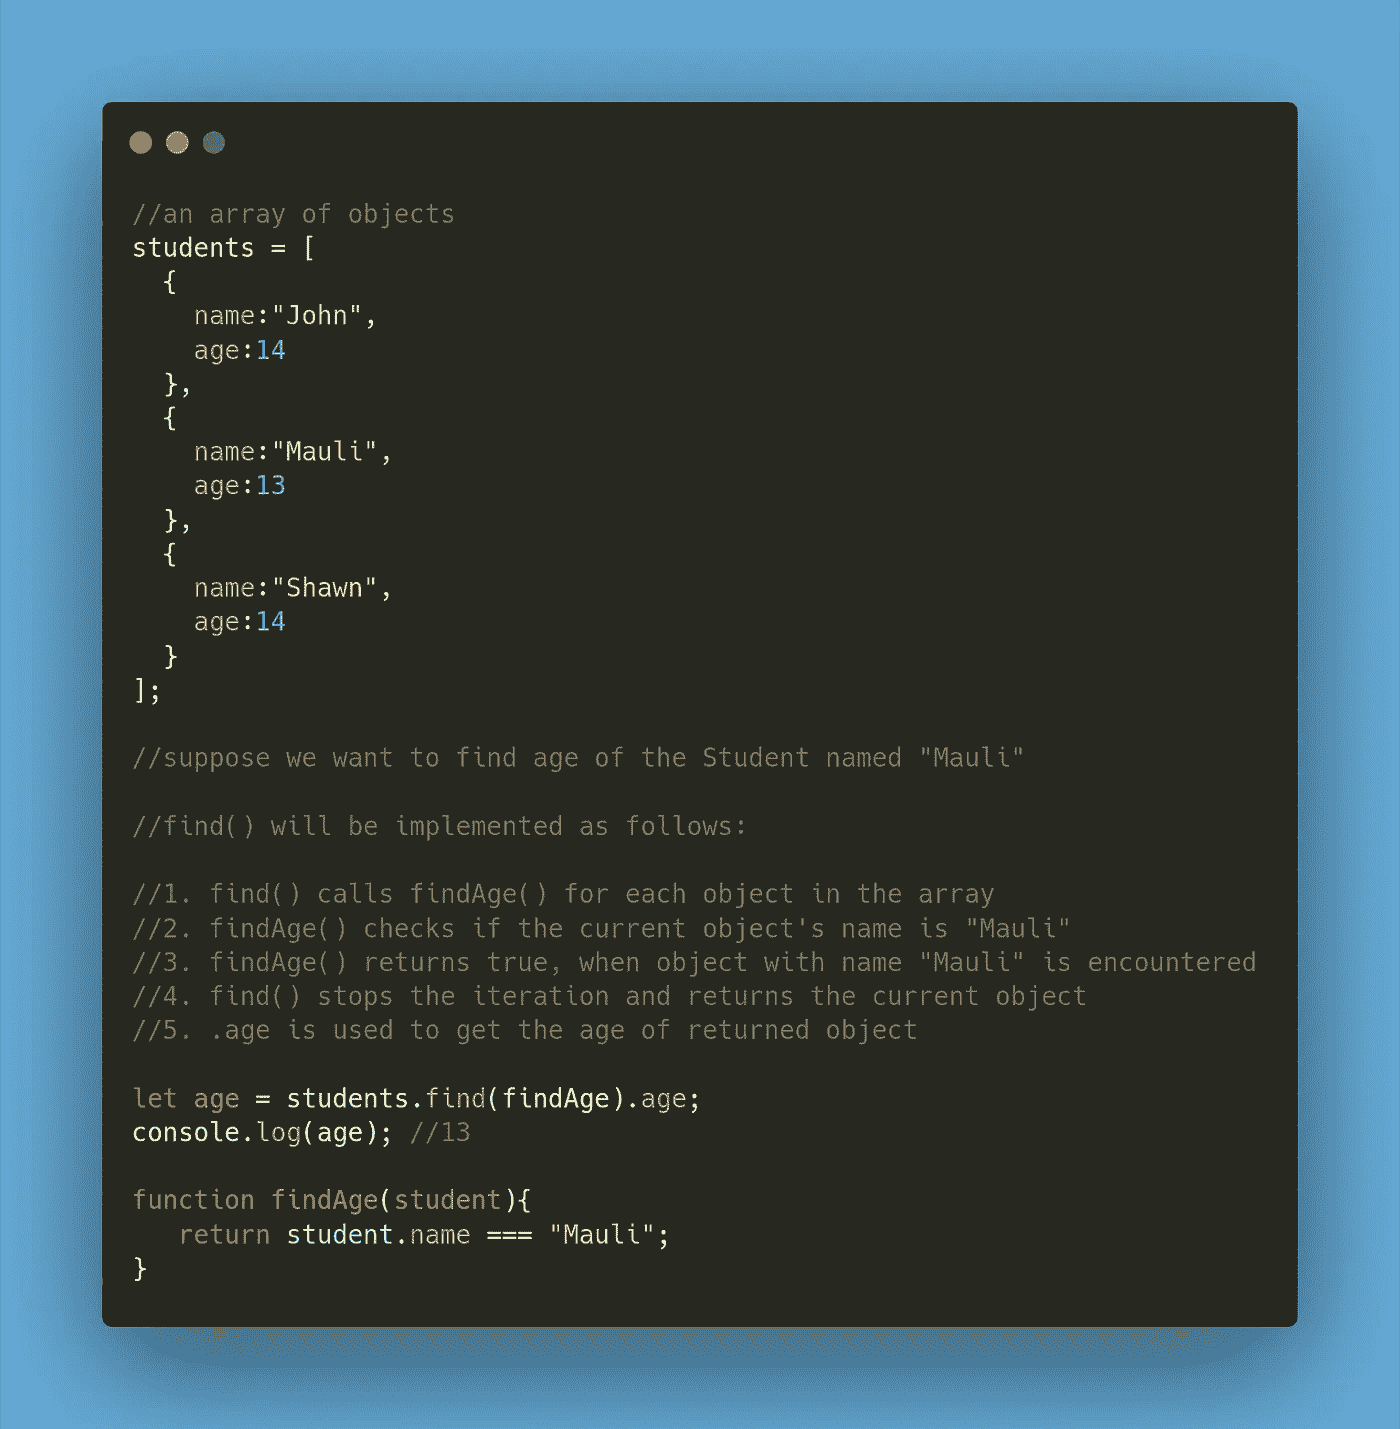 //an array of objects
students = [
  {
    name:"John",
    age:14
  },
  {
    name:"Mauli",
    age:13
  },
  {
    name:"Shawn",
    age:14
  }
];

//suppose we want to find age of the Student named "Mauli"

//find() will be implemented as follows:

//1. find() calls findAge() for each object in the array
//2. findAge() checks if the current object's name is "Mauli"
//3. findAge() returns true, when object with name "Mauli" is encountered
//4. find() stops the iteration and returns the current object
//5. .age is used to get the age of returned object

let age = students.find(findAge).age;
console.log(age); //13

function findAge(student){
   return student.name === "Mauli";
}